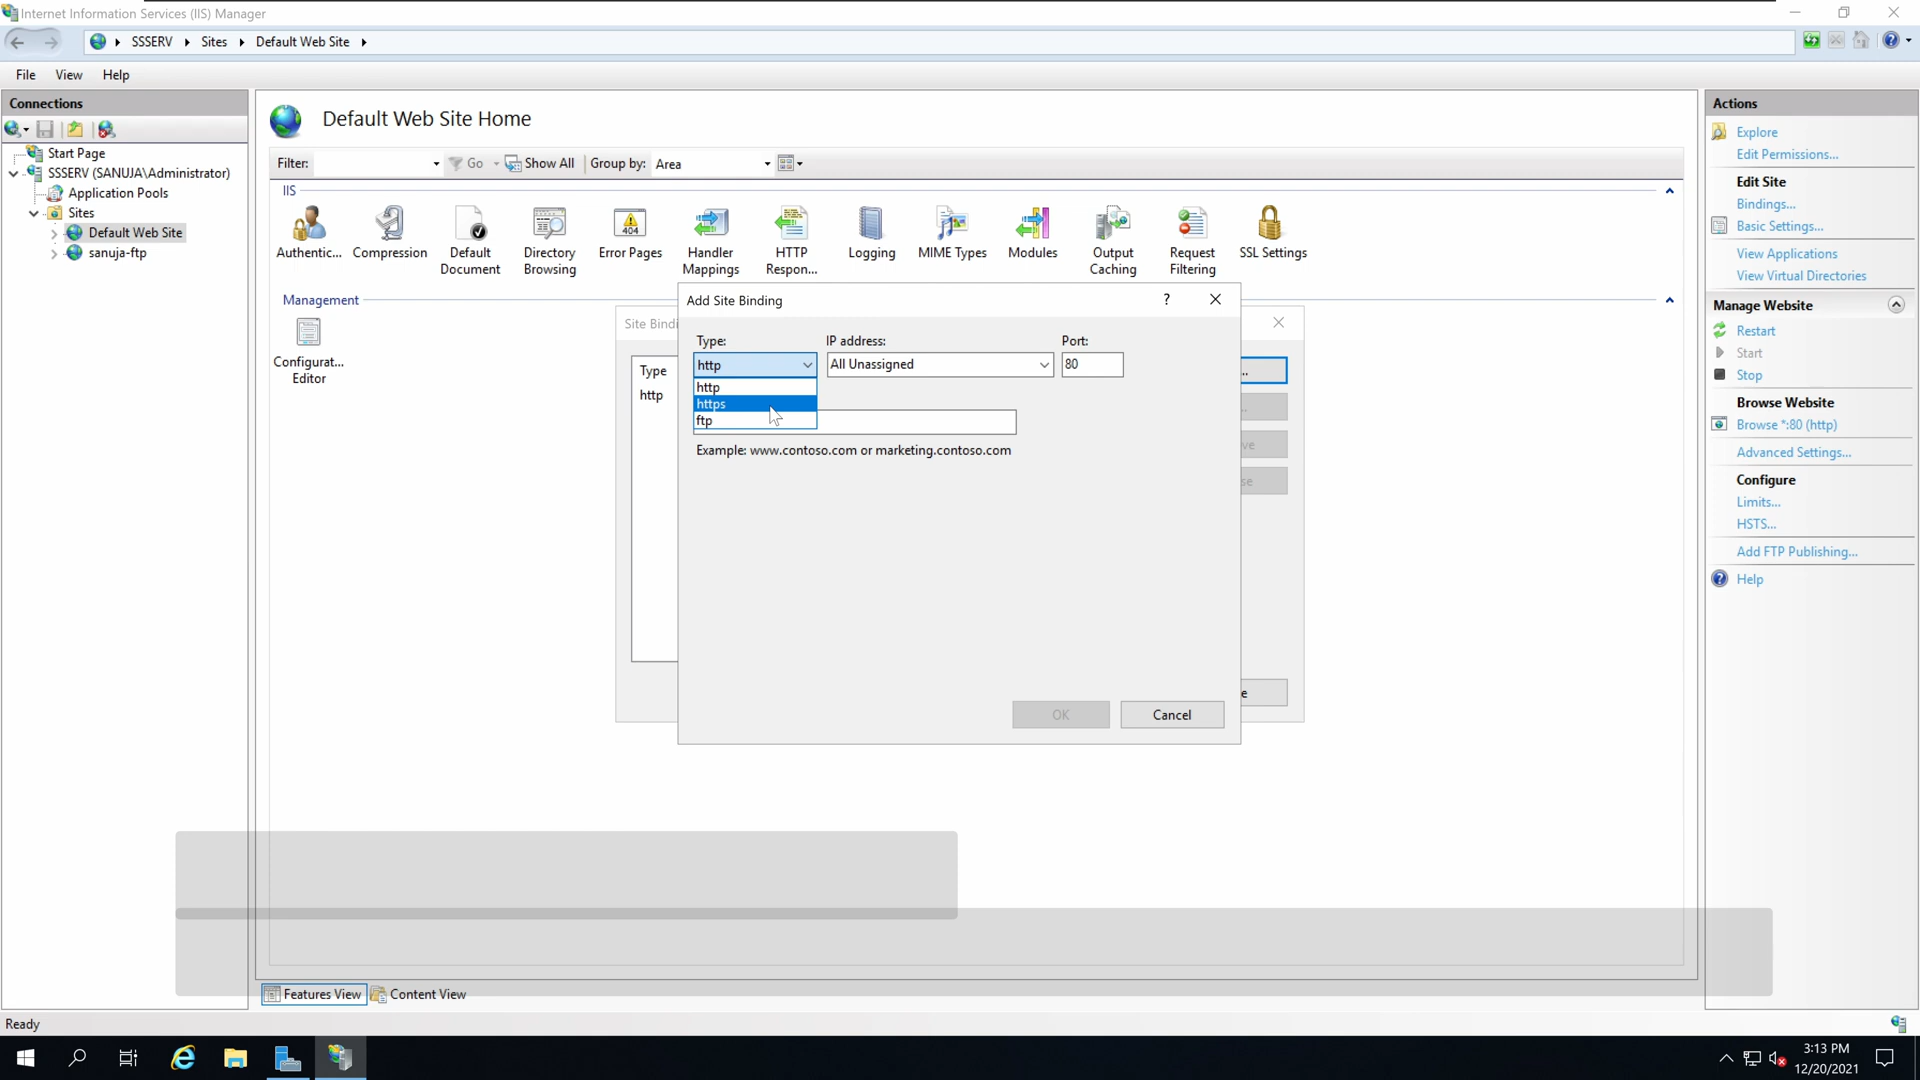 Internet Information Services (IIS) Manager
SSSERV
Sites
Default Web Site
File
View
Help
Connections
Start Page
SSSERV (SANUJA\Administrator)
Application Pools
Sites
Default Web Site
sanuja-ftp
Default Web Site Home
Filter:
Go
Show All
Group by:
Area
IIS
Authentic...
Compression
Default
Document
Directory
Browsing
Error Pages
404
Handler
Mappings
HTTP
Respon...
Logging
MIME Types
Modules
Output
Caching
Request
Filtering
SSL Settings
Management
Configurat...
Editor
Site Bindi
Type
http
Add Site Binding
?
Type:
IP address:
Port:
http
All Unassigned
80
http
https
ftp
Example: www.contoso.com or marketing.contoso.com
OK
Cancel
...
...
ve
se
e
Features View
Content View
Actions
Explore
Edit Permissions...
Edit Site
Bindings...
Basic Settings...
View Applications
View Virtual Directories
Manage Website
Restart
Start
Stop
Browse Website
Browse *:80 (http)
Advanced Settings...
Configure
Limits...
HSTS...
Add FTP Publishing...
Help
Ready
3:13 PM
12/20/2021